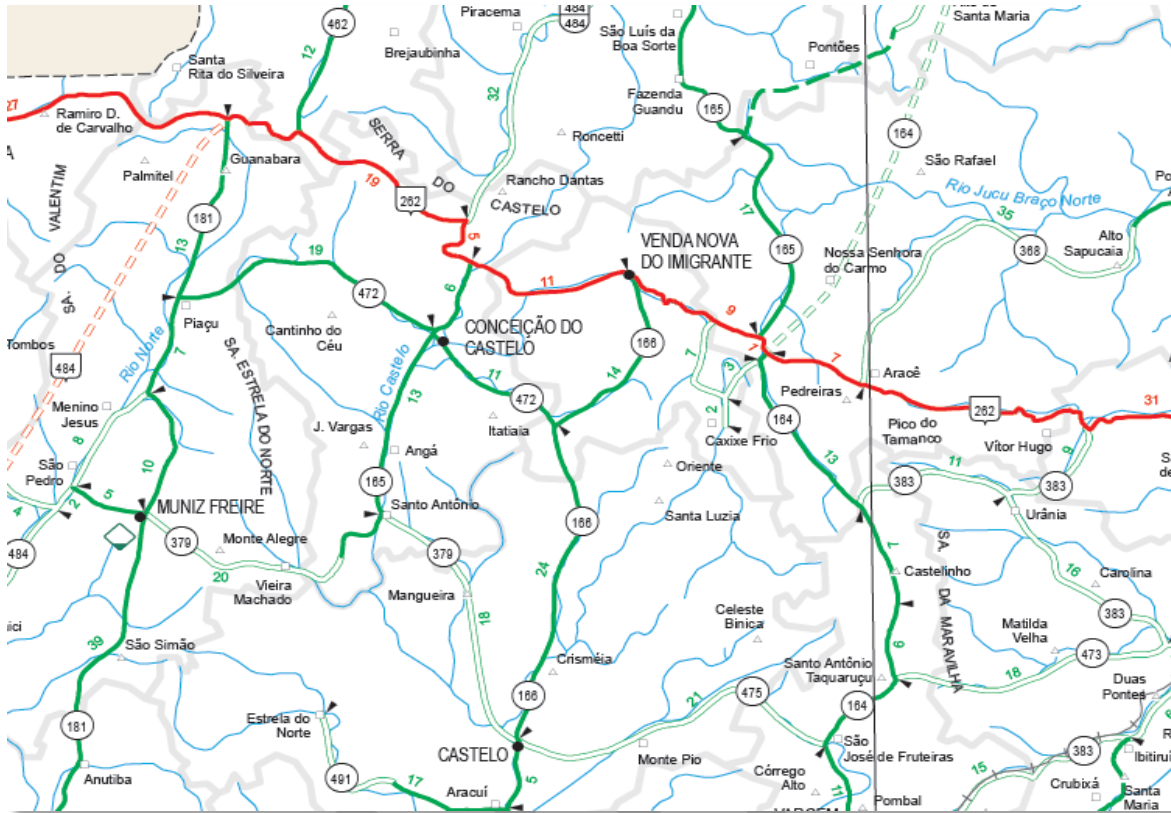 462
484
484
Piracema
Brejaubinha
São Luís da
Boa Sorte
Pontões
Santa Maria
Santa
Rita do Silveira
12
32
Fazenda
Guandu
165
27
Ramiro D.
de Carvalho
SERRA
DO
CASTELO
Roncetti
164
São Rafael
Palmitel
Guanabara
19
262
Rancho Dantas
17
Rio Jucu Braço Norte
35
VALENTIM
DO
SA.
181
13
19
5
11
VENDA NOVA
DO IMIGRANTE
165
Nossa Senhora
do Carmo
368
Alto
Sapucaia
472
6
9
Piaçu
Cantinho do
Céu
CONCEIÇÃO DO
CASTELO
166
7
7
3
7
Tombos
484
Rio Norte
7
SA. ESTRELA DO NORTE
Rio Castelo
13
11
472
14
Pedreiras
Aracê
262
31
Menino
Jesus
8
10
J. Vargas
Itatiaia
2
164
Caxixe Frio
Pico do
Tamanco
Vítor Hugo
9
São
Pedro
5
2
4
Angá
Oriente
13
383
11
383
165
Santo Antônio
MUNIZ FREIRE
379
Monte Alegre
166
Santa Luzia
Urânia
484
20
Vieira
Machado
379
Mangueira
24
7
Castelinho
SA.
DA MARAVILHA
16
Carolina
383
18
Celeste
Binica
Matilda
Velha
39
São Simão
6
473
Crisméia
Santo Antônio
Taquaruçu
18
Duas
Pontes
181
Estrela do
Norte
166
21
475
164
CASTELO
Monte Pio
São
José de Fruteiras
383
Ibitiruí
Anutiba
491
17
Aracuí
5
Córrego
Alto
11
Pombal
15
Crubixá
Santa
Maria